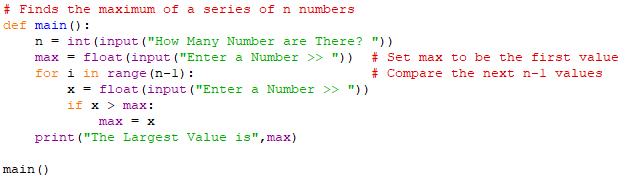 # Finds the maximum of a series of n numbers
def main():
    n = int(input("How Many Number are There? "))
    max = float(input("Enter a Number >> "))  # Set max to be the first value
    for i in range(n-1):                      # Compare the next n-1 values
        x = float(input("Enter a Number >> "))
        if x > max:
            max = x
    print("The Largest Value is",max)

main()